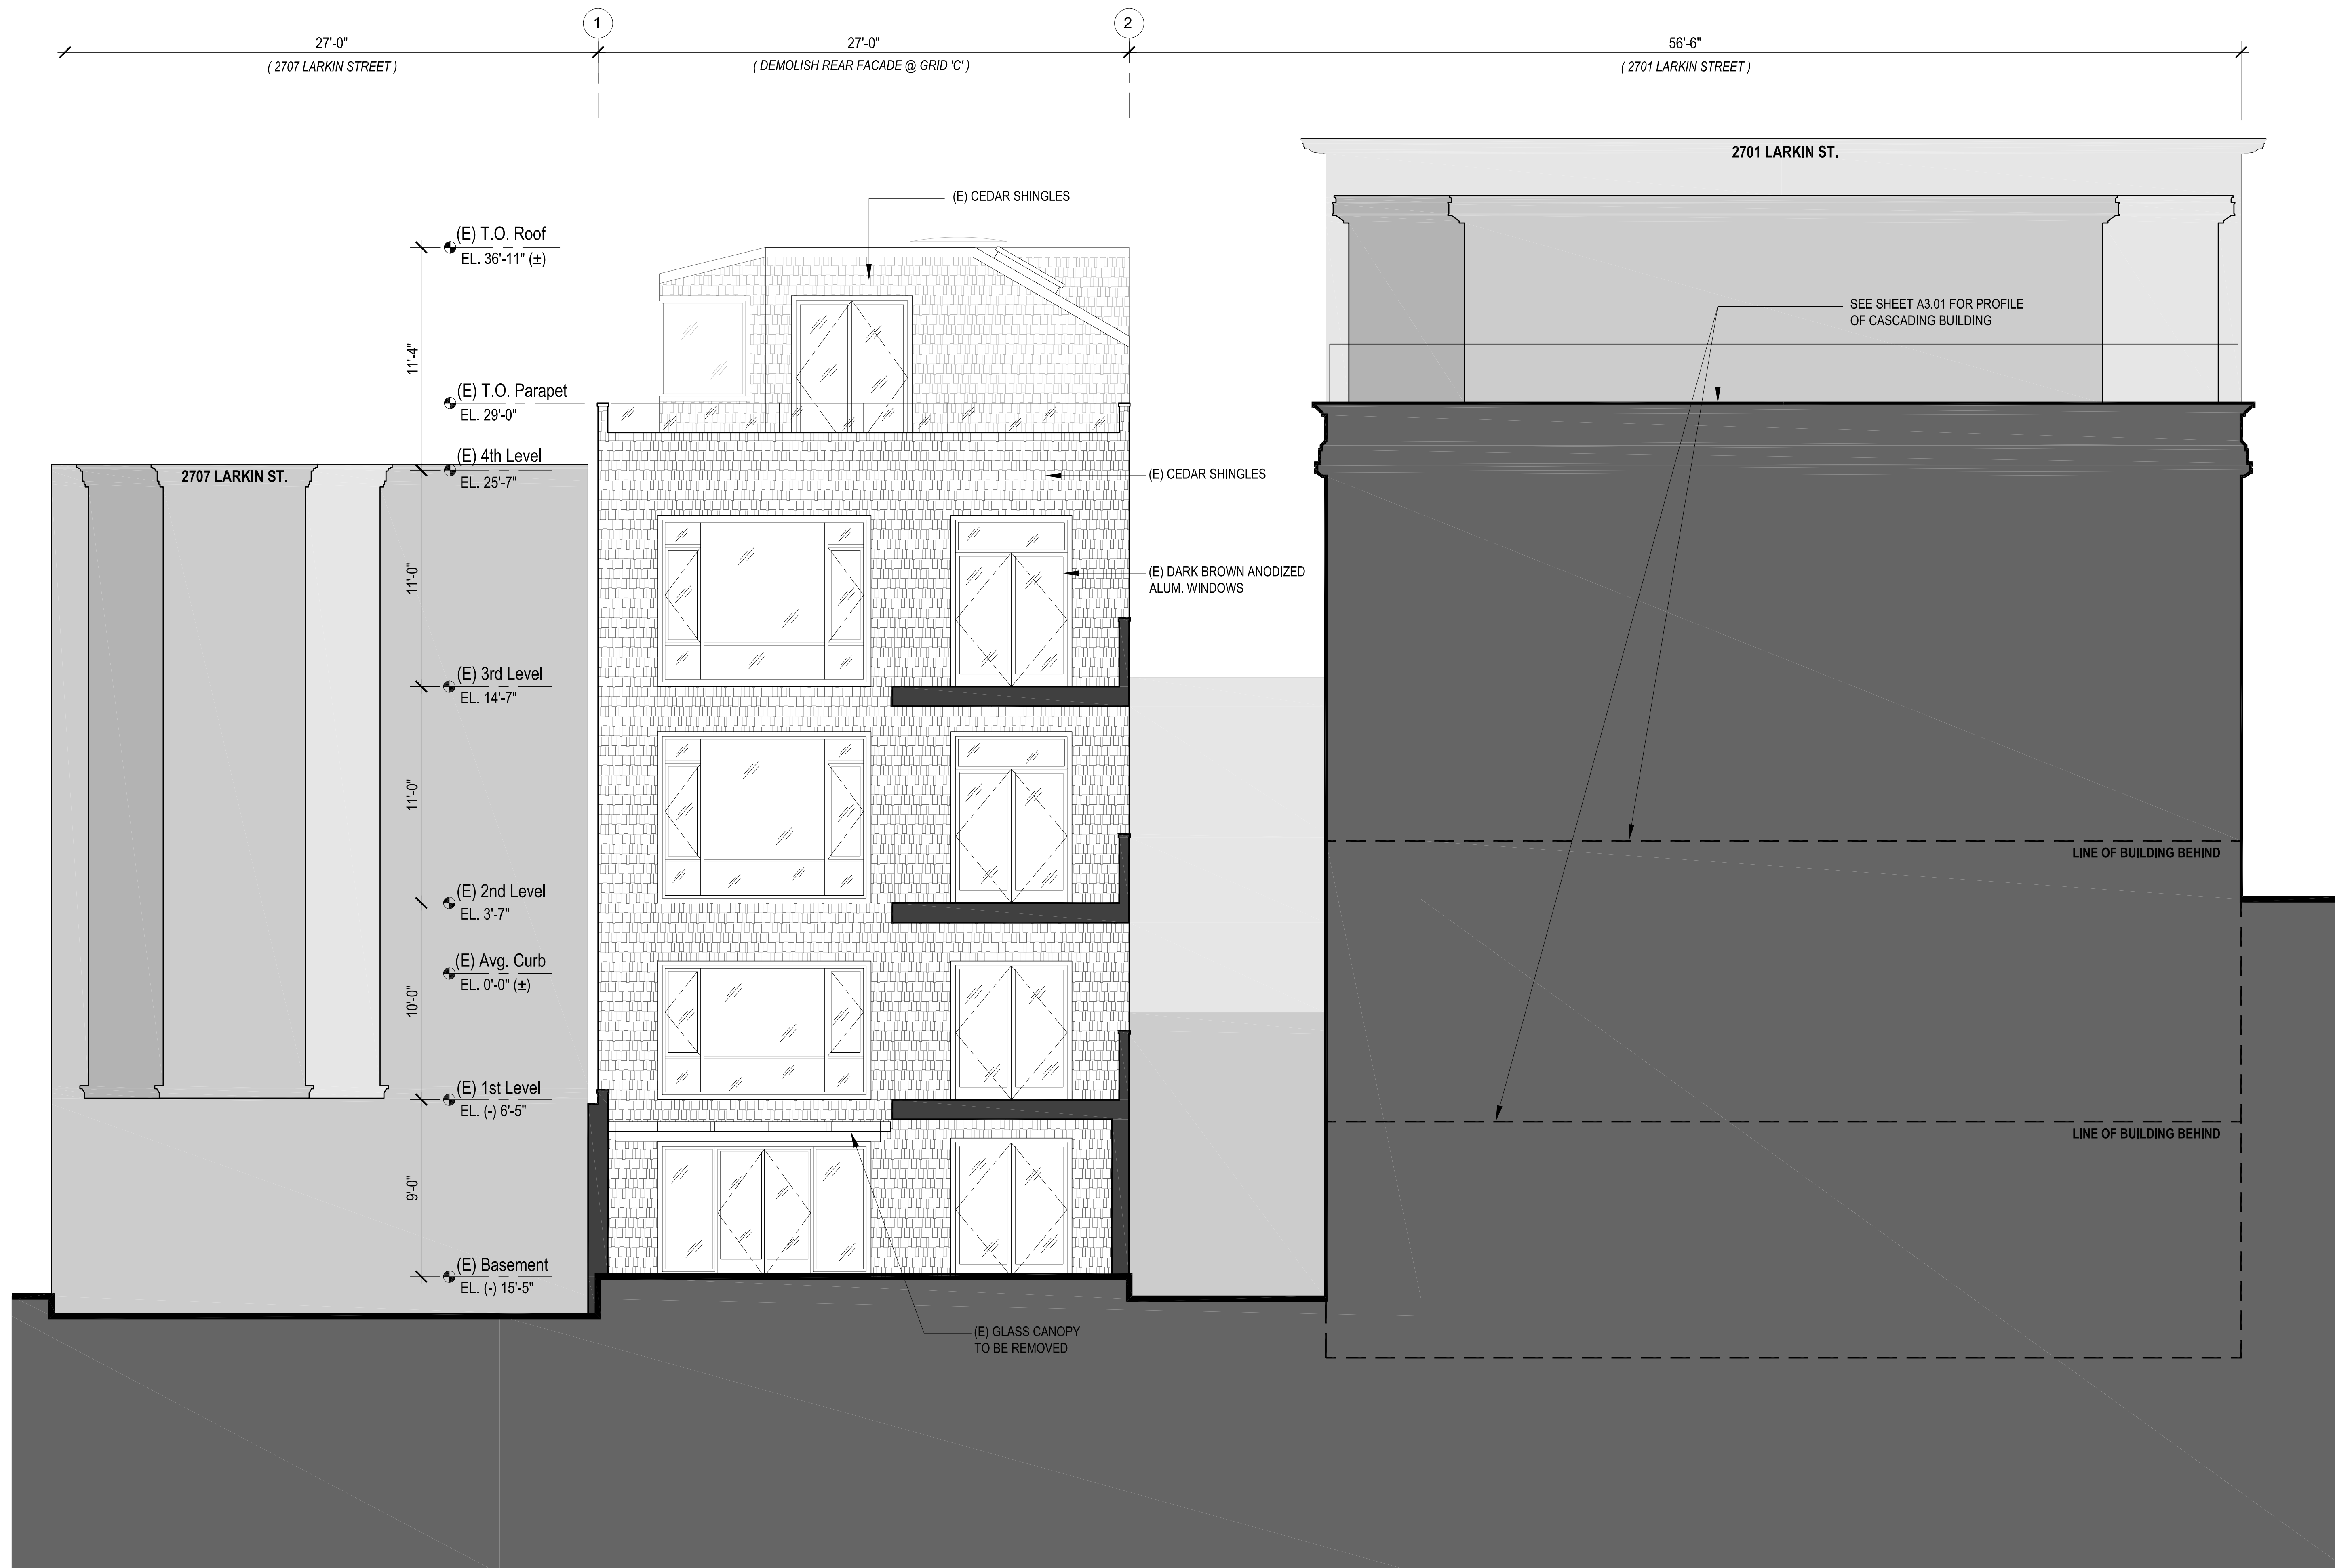 1
2
27'-0"
27'-0"
56'-6"
( 2707 LARKIN STREET )
( DEMOLISH REAR FACADE @ GRID 'C' )
( 2701 LARKIN STREET )
2701 LARKIN ST.
(E) CEDAR SHINGLES
(E) T.O. Roof
EL. 36'-11" (±)
SEE SHEET A3.01 FOR PROFILE
OF CASCADING BUILDING
11'-4"
(E) T.O. Parapet
EL. 29'-0"
(E) 4th Level
EL. 25'-7"
2707 LARKIN ST.
(E) CEDAR SHINGLES
11'-0"
(E) DARK BROWN ANODIZED
ALUM. WINDOWS
(E) 3rd Level
EL. 14'-7"
11'-0"
LINE OF BUILDING BEHIND
(E) 2nd Level
EL. 3'-7"
(E) Avg. Curb
EL. 0'-0" (±)
10'-0"
(E) 1st Level
EL. (-) 6'-5"
LINE OF BUILDING BEHIND
9'-0"
(E) Basement
EL. (-) 15'-5"
(E) GLASS CANOPY
TO BE REMOVED